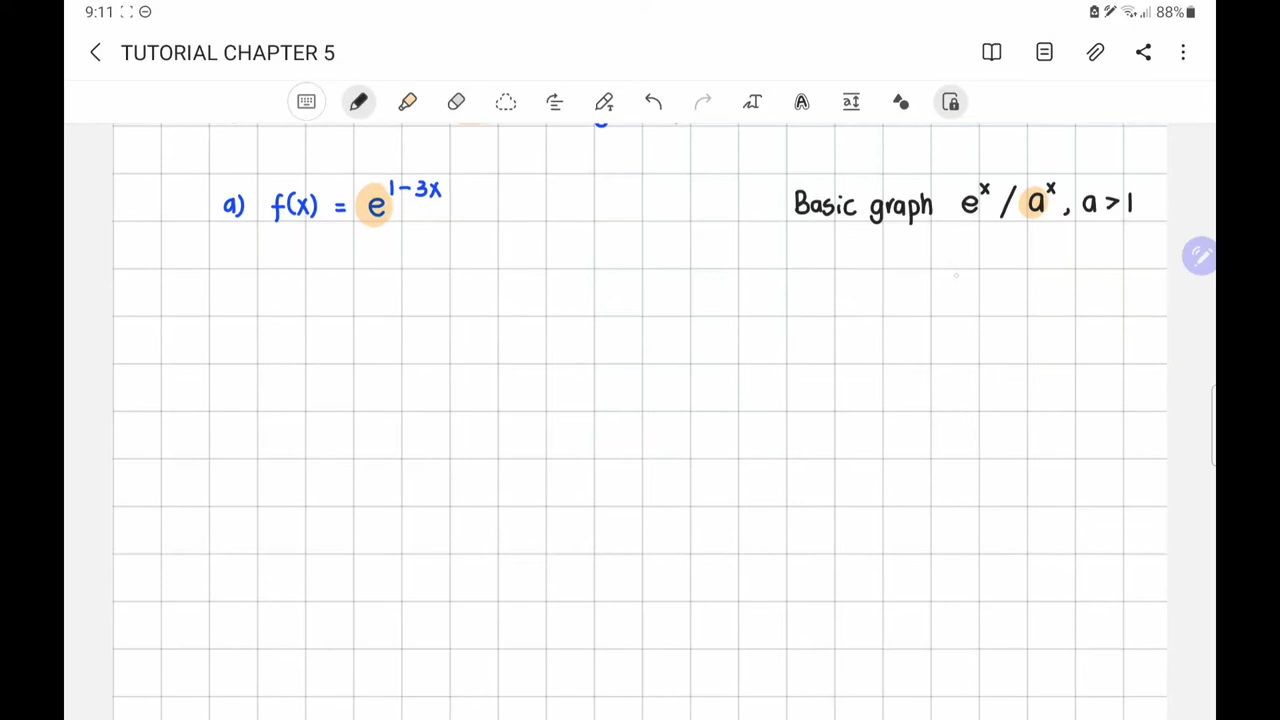 9:11 88%
TUTORIAL CHAPTER 5
a) f(x) = e^{1-3x}
Basic graph e^x / a^x, a > 1